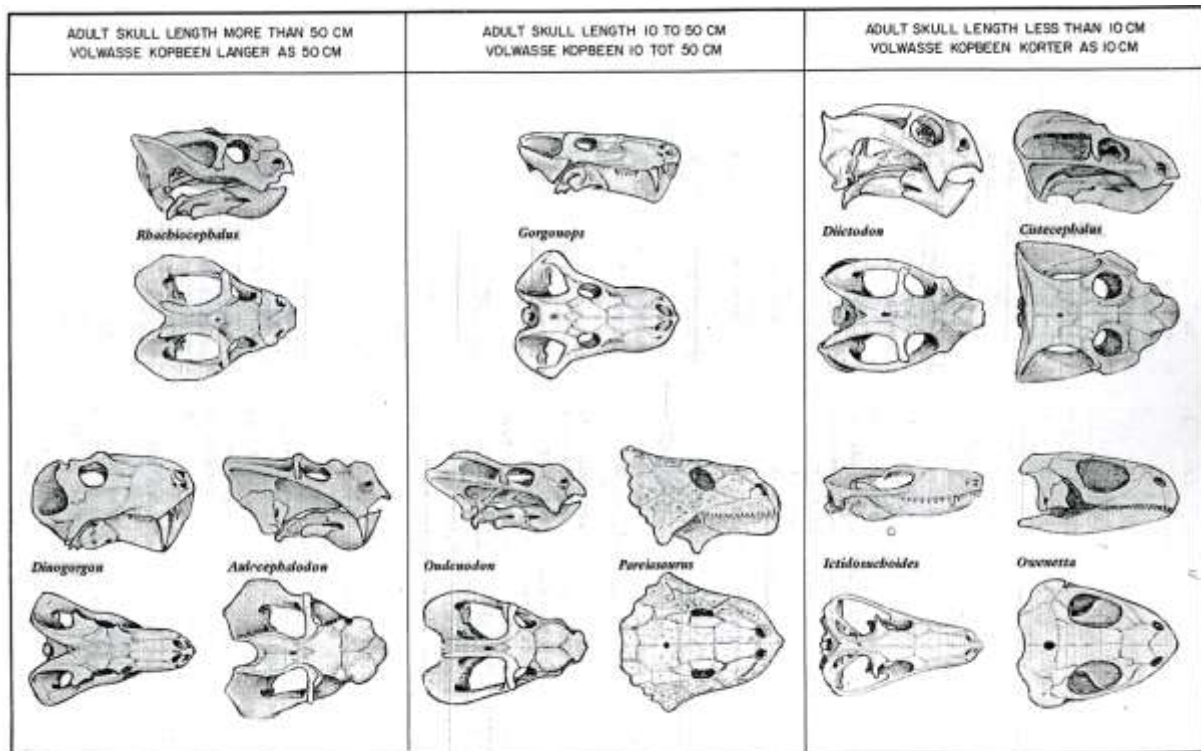 ADULT SKULL LENGTH MORE THAN 50 CM
VOLWASSE KOPBEEN LANGER AS 50 CM
ADULT SKULL LENGTH 10 TO 50 CM
VOLWASSE KOPBEEN 10 TOT 50 CM
ADULT SKULL LENGTH LESS THAN 10 CM
VOLWASSE KOPBEEN KORTER AS 10 CM
Rhachiocephalus
Gorgonops
Diictodon
Cistecephalus
Dinogorgon
Aulacephalodon
Oudenodon
Pareiasaurus
Ictidosuchoides
Owenetta